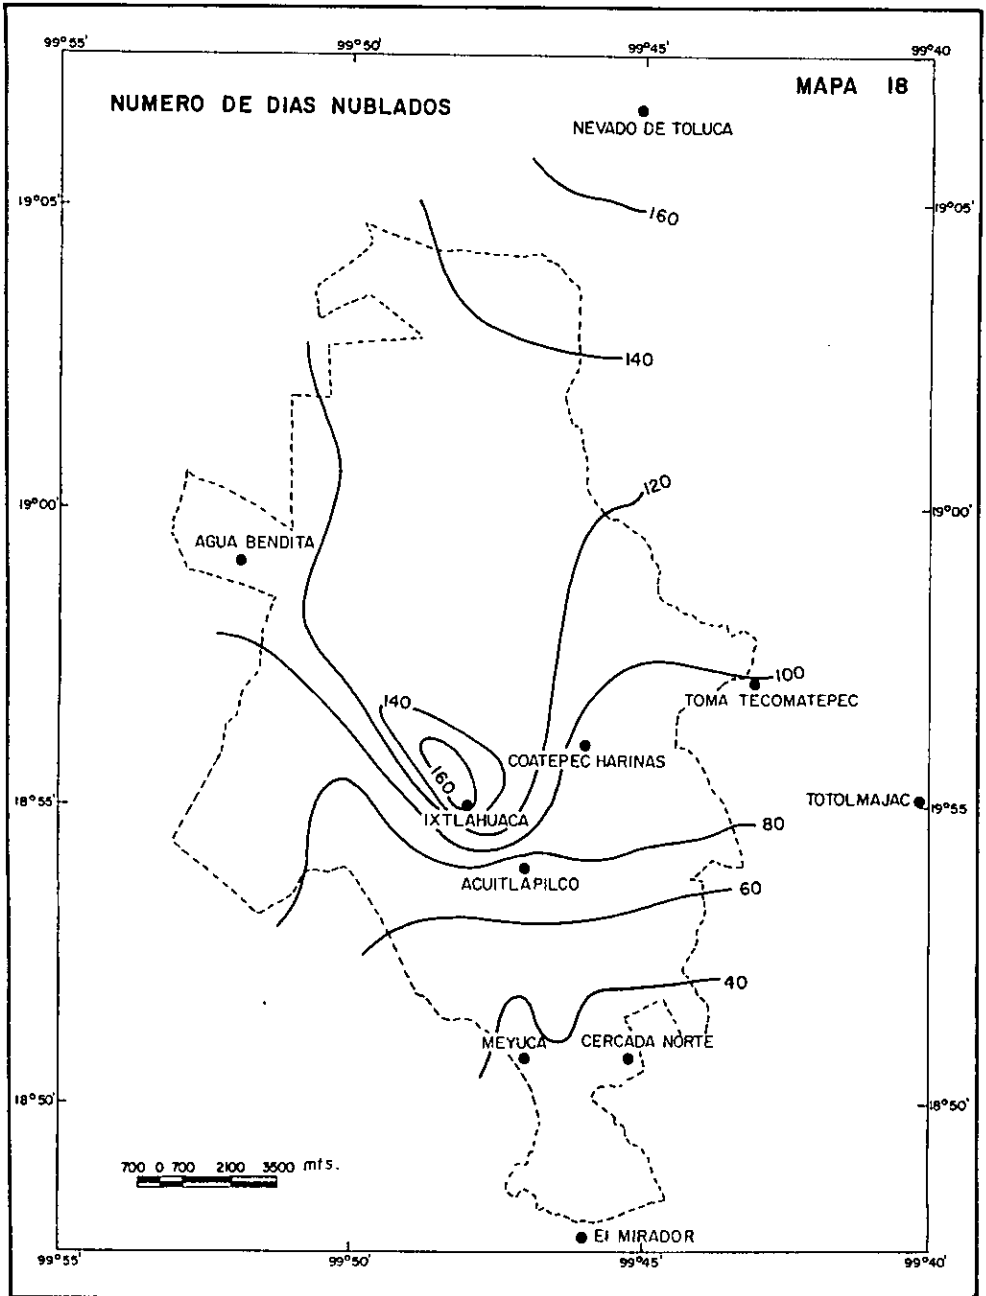 99°55' 99°50' 99°45' 99°40'
NUMERO DE DIAS NUBLADOS
MAPA 18
NEVADO DE TOLUCA
160
19°05' 19°05'
140
120
19°00' 19°00'
AGUA BENDITA
100
TOMA TECOMATEPEC
140
COATEPEC HARINAS
160
18°55' 19°55'
TOTOLMAJAC
IXTLAHUACA
80
ACUITLAPILCO
60
40
MEYUCA CERCADA NORTE
18°50' 18°50'
700 0 700 2100 3500 mts.
El MIRADOR
99°55' 99°50' 99°45' 99°40'